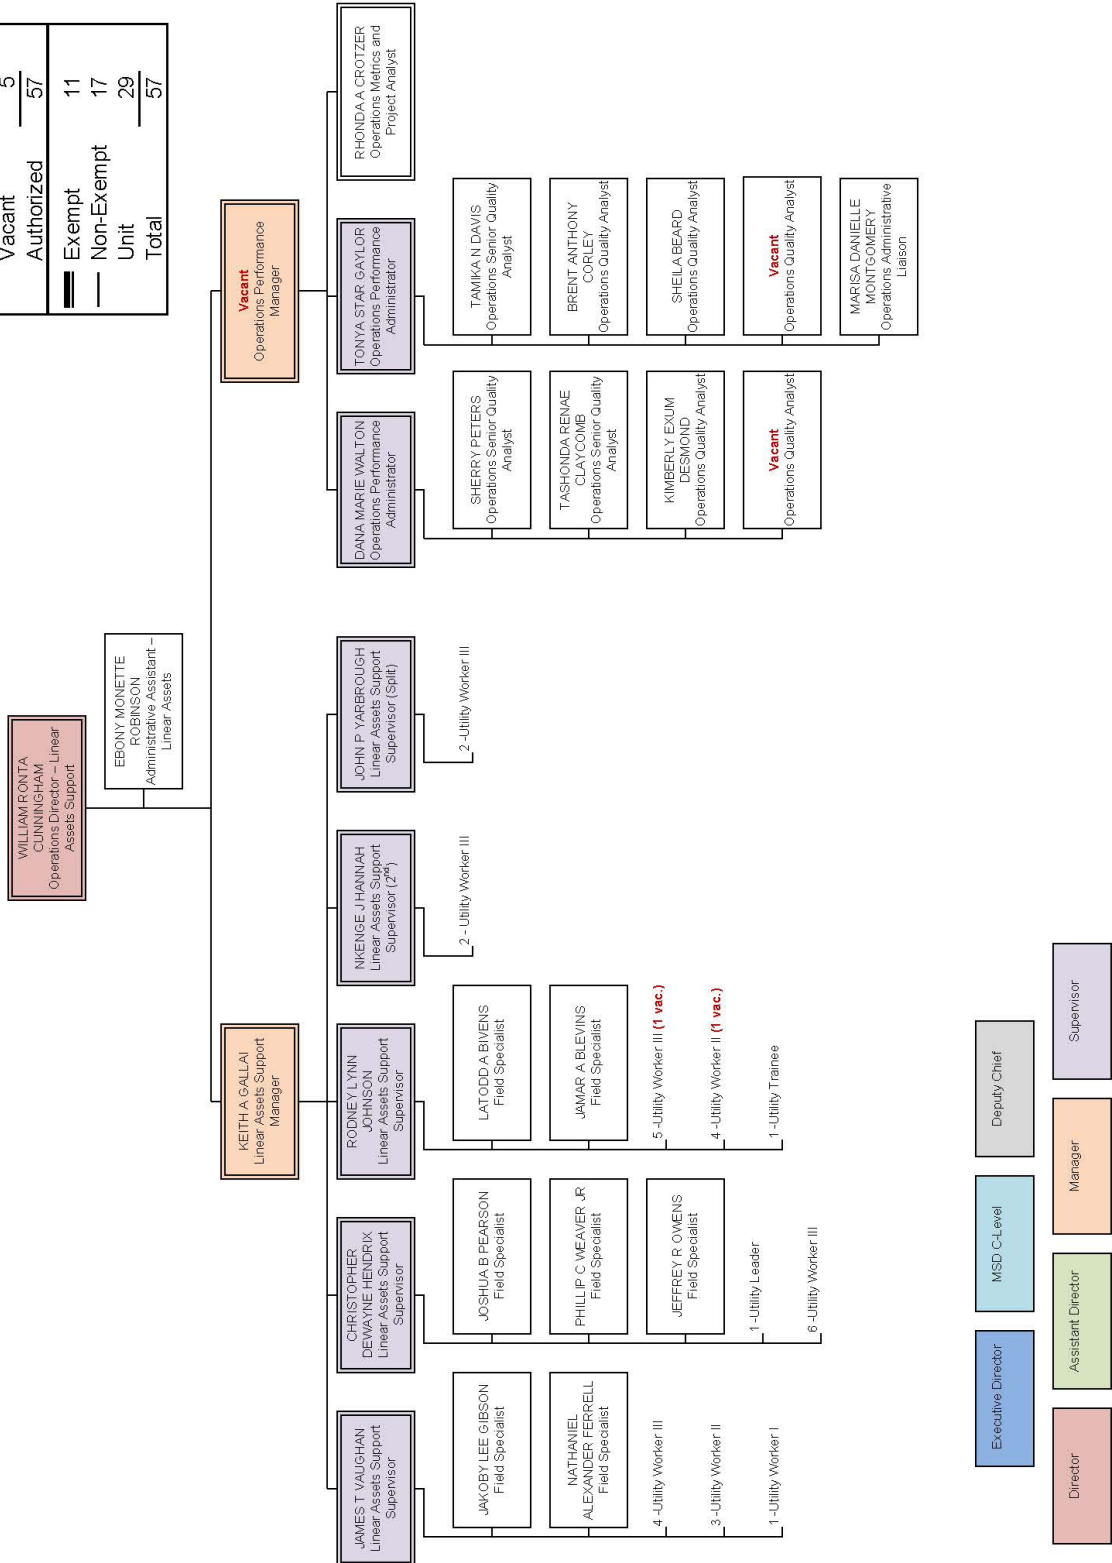 Vacant 5
Authorized 57
Exempt 11
Non-Exempt 17
Unit 29
Total 57
WILLIAM RONTA
CUNNINGHAM
Operations Director – Linear
Assets Support
EBONY MONETTE
ROBINSON
Administrative Assistant –
Linear Assets
KEITH A GALLAI
Linear Assets Support
Manager
Vacant
Operations Performance
Manager
JAMES T VAUGHAN
Linear Assets Support
Supervisor
CHRISTOPHER
DEWAYNE HENDRIX
Linear Assets Support
Supervisor
RODNEY LYNN
JOHNSON
Linear Assets Support
Supervisor
NKENGE J HANNAH
Linear Assets Support
Supervisor (2nd)
JOHN P YARBROUGH
Linear Assets Support
Supervisor (Split)
DANA MARIE WALTON
Operations Performance
Administrator
TONYA STAR GAYLOR
Operations Performance
Administrator
RHONDA A CROTZER
Operations Metrics and
Project Analyst
JAKOBY LEE GIBSON
Field Specialist
NATHANIEL
ALEXANDER FERRELL
Field Specialist
4 -Utility Worker III
3 -Utility Worker II
1 -Utility Worker I
JOSHUA B PEARSON
Field Specialist
PHILLIP C WEAVER JR
Field Specialist
JEFFREY R OWENS
Field Specialist
1 -Utility Leader
6 -Utility Worker III
LATODD A BIVENS
Field Specialist
JAMAR A BLEVINS
Field Specialist
5 -Utility Worker III (1 vac.)
4 -Utility Worker II (1 vac.)
1 -Utility Trainee
2 - Utility Worker III
2 -Utility Worker III
SHERRY PETERS
Operations Senior Quality
Analyst
TASHONDA RENAE
CLAYCOMB
Operations Senior Quality
Analyst
KIMBERLY EXUM
DESMOND
Operations Quality Analyst
Vacant
Operations Quality Analyst
TAMIKA N DAVIS
Operations Senior Quality
Analyst
BRENT ANTHONY
CORLEY
Operations Quality Analyst
SHEILA BEARD
Operations Quality Analyst
Vacant
Operations Quality Analyst
MARISA DANIELLE
MONTGOMERY
Operations Administrative
Liaison
Executive Director
MSD C-Level
Deputy Chief
Director
Assistant Director
Manager
Supervisor